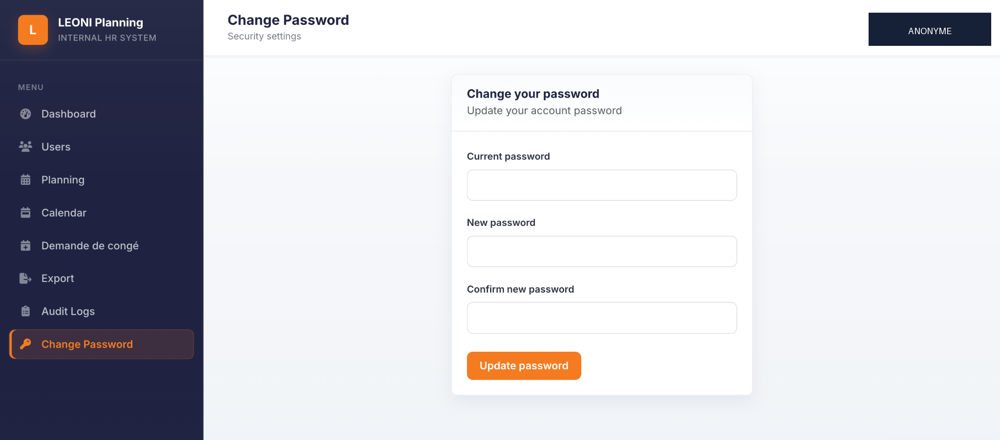 L
LEONI Planning
INTERNAL HR SYSTEM
MENU
Dashboard
Users
Planning
Calendar
Demande de congé
Export
Audit Logs
Change Password
Change Password
Security settings
ANONYME
Change your password
Update your account password
Current password
New password
Confirm new password
Update password